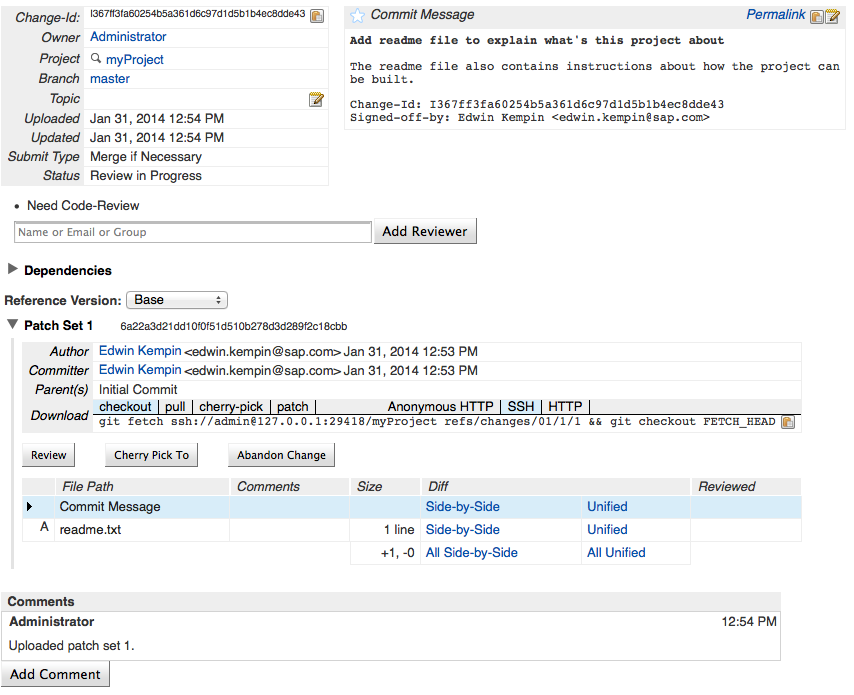 Change-Id: I367ff3fa60254b5a361d6c97d1d5b1b4ec8dde43
Owner Administrator
Project myProject
Branch master
Topic
Uploaded Jan 31, 2014 12:54 PM
Updated Jan 31, 2014 12:54 PM
Submit Type Merge if Necessary
Status Review in Progress
Commit Message Permalink
Add readme file to explain what's this project about
The readme file also contains instructions about how the project can
be built.
Change-Id: I367ff3fa60254b5a361d6c97d1d5b1b4ec8dde43
Signed-off-by: Edwin Kempin <edwin.kempin@sap.com>
• Need Code-Review
Name or Email or Group Add Reviewer
Dependencies
Reference Version: Base
Patch Set 1 6a22a3d21dd10f0f51d510b278d3d289f2c18cbb
Author Edwin Kempin <edwin.kempin@sap.com> Jan 31, 2014 12:53 PM
Committer Edwin Kempin <edwin.kempin@sap.com> Jan 31, 2014 12:53 PM
Parent(s) Initial Commit
Download checkout | pull | cherry-pick | patch | Anonymous HTTP | SSH | HTTP |
git fetch ssh://admin@127.0.0.1:29418/myProject refs/changes/01/1/1 && git checkout FETCH_HEAD
Review Cherry Pick To Abandon Change
File Path Comments Size Diff Reviewed
Commit Message Side-by-Side Unified
A readme.txt 1 line Side-by-Side Unified
+1, -0 All Side-by-Side All Unified
Comments
Administrator 12:54 PM
Uploaded patch set 1.
Add Comment